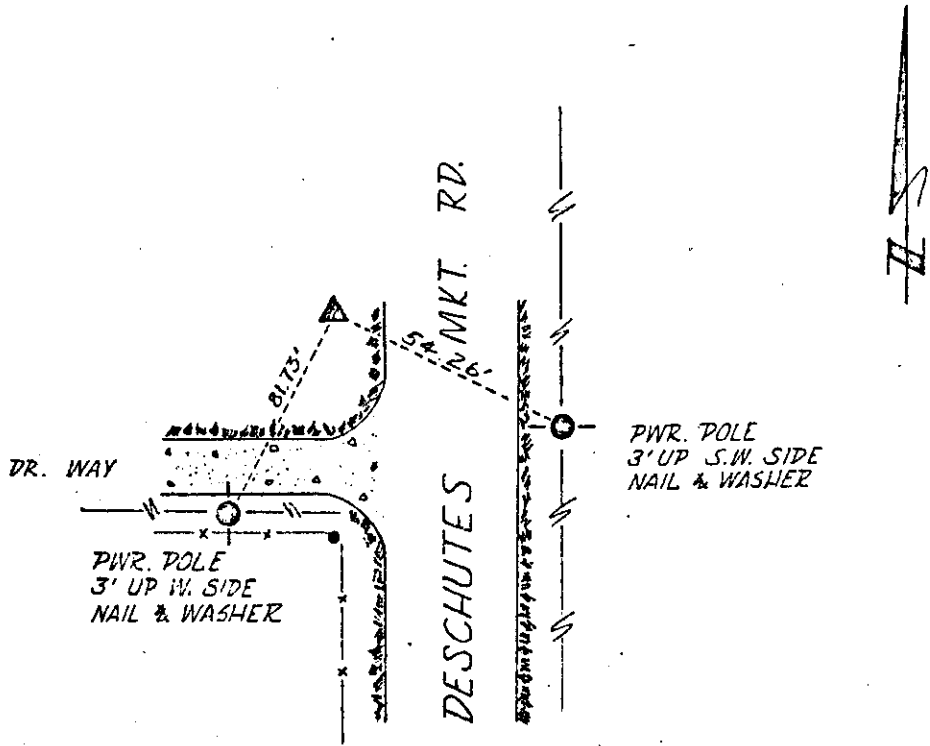 DESCHUTES MKT. RD.
N
81.73'
54.26'
DR. WAY
PWR. POLE
3' UP S.W. SIDE
NAIL & WASHER
PWR. POLE
3' UP W. SIDE
NAIL & WASHER